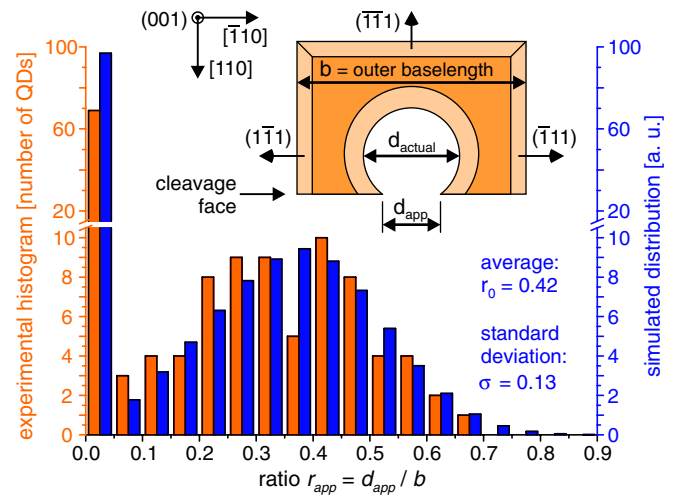 (001)
[1̅10]
[110]
(1̅1̅1)
b = outer baselength
(11̅1)
(1̅11)
d_actual
cleavage
face
d_app
experimental histogram [number of QDs]
100
60
20
10
8
6
4
2
0
simulated distribution [a. u.]
100
60
20
10
8
6
4
2
0
average:
r_0 = 0.42
standard
deviation:
σ = 0.13
0.0 0.1 0.2 0.3 0.4 0.5 0.6 0.7 0.8 0.9
ratio r_app = d_app / b